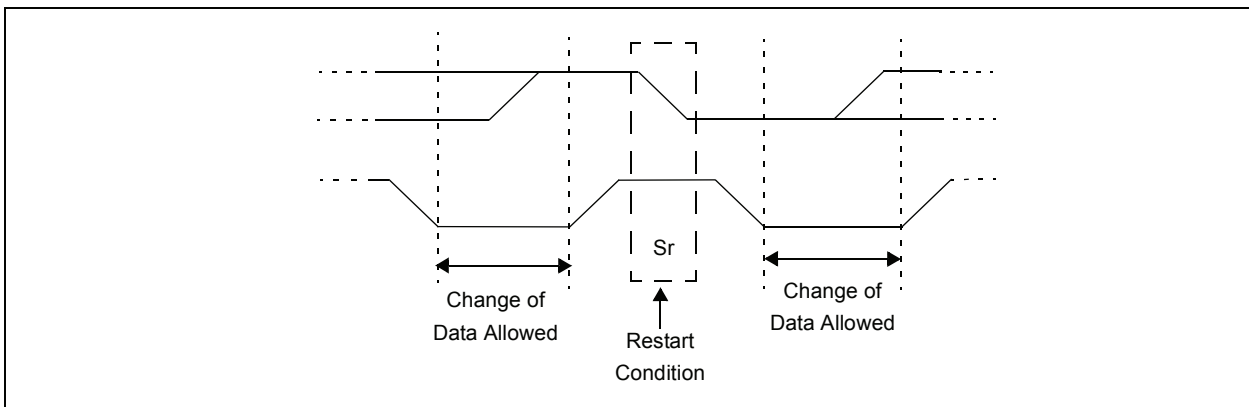 Sr
Change of
Data Allowed
Restart
Condition
Change of
Data Allowed